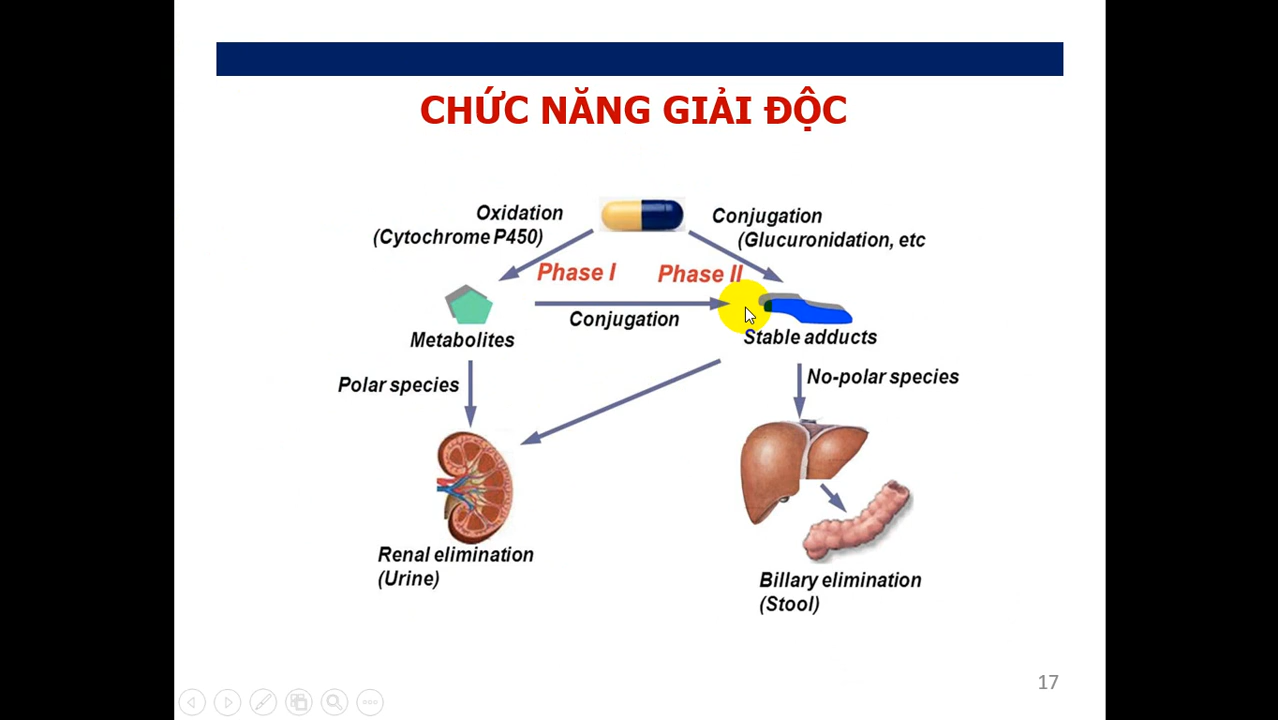 CHỨC NĂNG GIẢI ĐỘC
Oxidation
(Cytochrome P450)
Conjugation
(Glucuronidation, etc
Phase I
Phase II
Conjugation
Metabolites
Stable adducts
Polar species
No-polar species
Renal elimination
(Urine)
Billary elimination
(Stool)
17